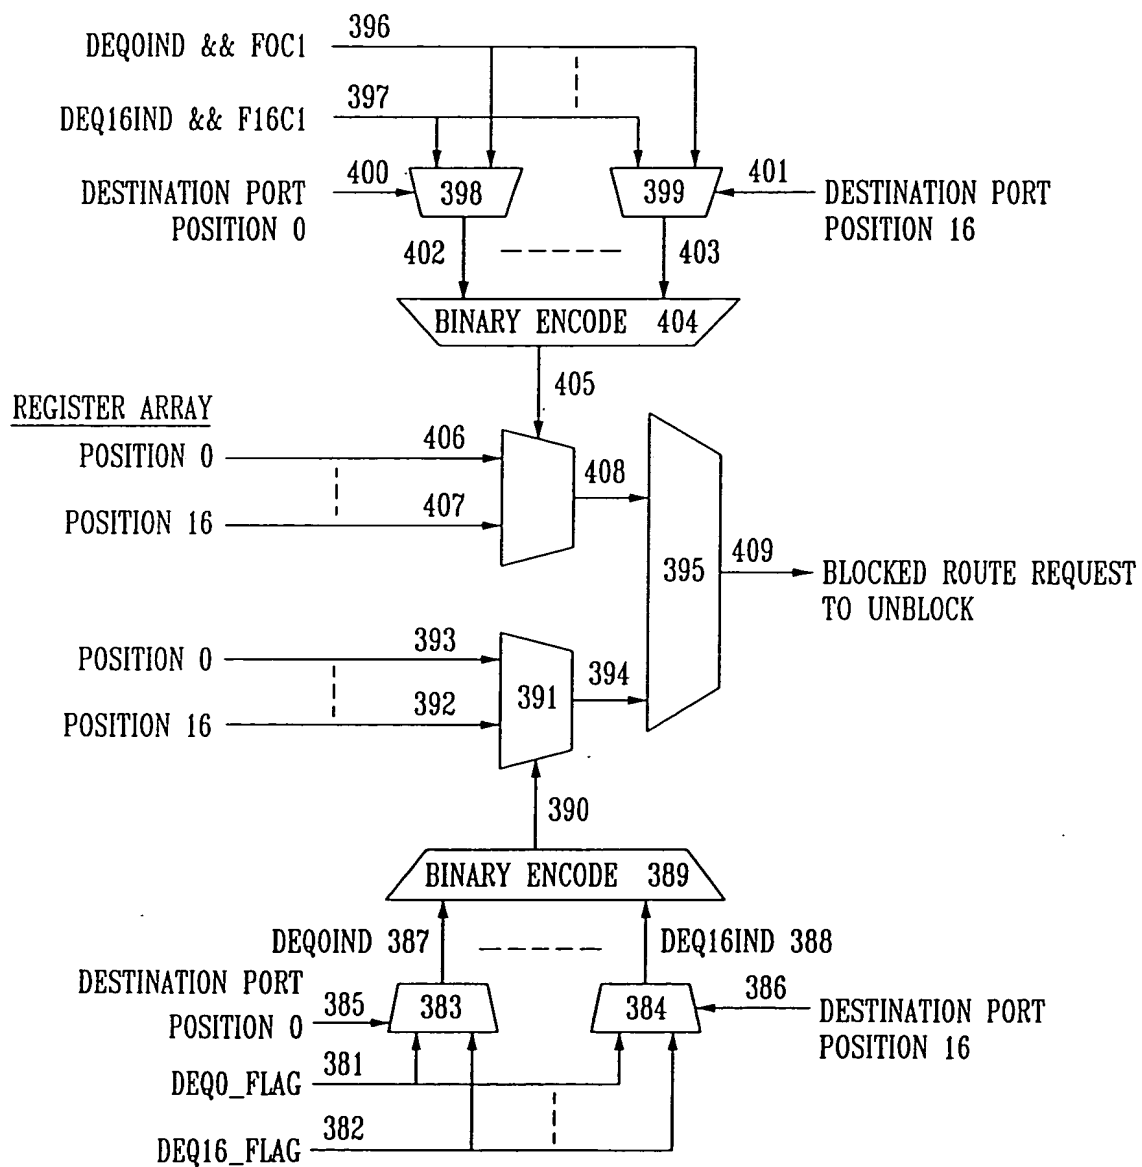 396
DEQ0IND && F0C1
397
DEQ16IND && F16C1
DESTINATION PORT
POSITION 0
400
398
399
401
DESTINATION PORT
POSITION 16
402
403
BINARY ENCODE 404
405
REGISTER ARRAY
POSITION 0
406
408
POSITION 16
407
395
409
BLOCKED ROUTE REQUEST
TO UNBLOCK
POSITION 0
393
391
394
POSITION 16
392
390
BINARY ENCODE 389
DEQ0IND 387
DEQ16IND 388
DESTINATION PORT
POSITION 0
385
383
384
386
DESTINATION PORT
POSITION 16
381
DEQ0_FLAG
382
DEQ16_FLAG